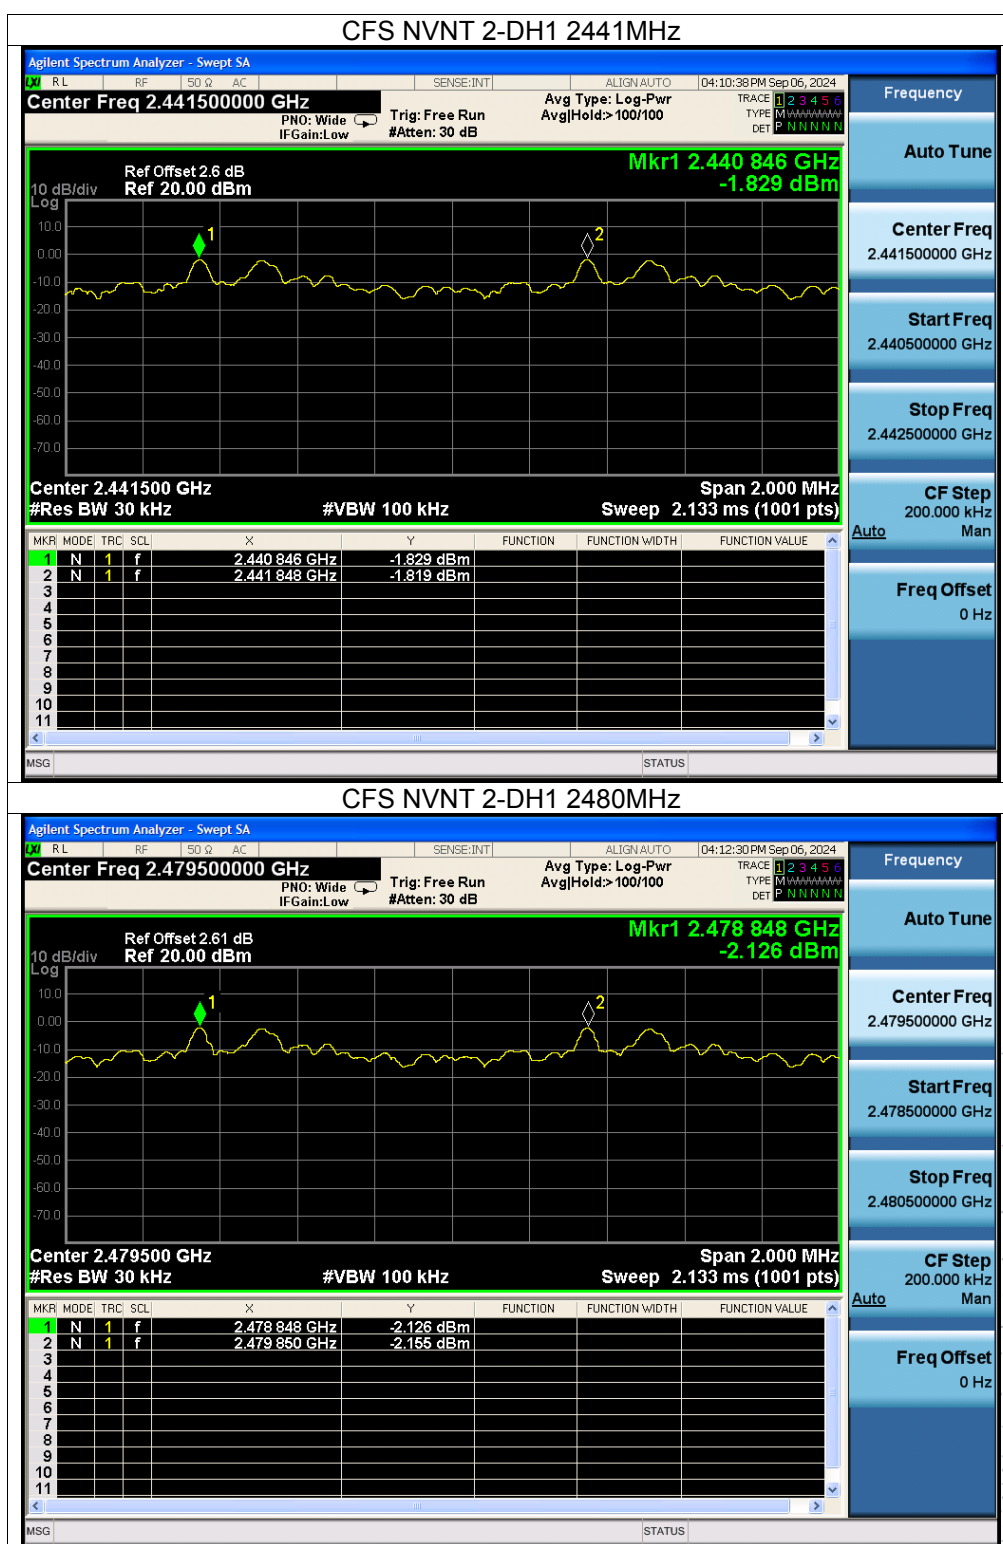 CFS NVNT 2-DH1 2441MHz
Agilent Spectrum Analyzer - Swept SA
LXI RL RF 50 Ω AC SENSE:INT ALIGN AUTO 04:10:38 PM Sep 06, 2024
Center Freq 2.441500000 GHz
PNO: Wide
IFGain:Low
Trig: Free Run
#Atten: 30 dB
Avg Type: Log-Pwr
Avg|Hold:>100/100
TRACE 1 2 3 4 5 6
TYPE M W W W W W
DET P N N N N N
Ref Offset 2.6 dB
Ref 20.00 dBm
10 dB/div
Log
Mkr1 2.440 846 GHz
-1.829 dBm
10.0
0.00
-10.0
-20.0
-30.0
-40.0
-50.0
-60.0
-70.0
1
2
Center 2.441500 GHz Span 2.000 MHz
#Res BW 30 kHz #VBW 100 kHz Sweep 2.133 ms (1001 pts)
MKR MODE TRC SCL X Y FUNCTION FUNCTION WIDTH FUNCTION VALUE
1 N 1 f 2.440 846 GHz -1.829 dBm
2 N 1 f 2.441 848 GHz -1.819 dBm
3
4
5
6
7
8
9
10
11
MSG STATUS
Frequency
Auto Tune
Center Freq
2.441500000 GHz
Start Freq
2.440500000 GHz
Stop Freq
2.442500000 GHz
CF Step
200.000 kHz
Auto Man
Freq Offset
0 Hz
CFS NVNT 2-DH1 2480MHz
Agilent Spectrum Analyzer - Swept SA
LXI RL RF 50 Ω AC SENSE:INT ALIGN AUTO 04:12:30 PM Sep 06, 2024
Center Freq 2.479500000 GHz
PNO: Wide
IFGain:Low
Trig: Free Run
#Atten: 30 dB
Avg Type: Log-Pwr
Avg|Hold:>100/100
TRACE 1 2 3 4 5 6
TYPE M W W W W W
DET P N N N N N
Ref Offset 2.61 dB
Ref 20.00 dBm
10 dB/div
Log
Mkr1 2.478 848 GHz
-2.126 dBm
10.0
0.00
-10.0
-20.0
-30.0
-40.0
-50.0
-60.0
-70.0
1
2
Center 2.479500 GHz Span 2.000 MHz
#Res BW 30 kHz #VBW 100 kHz Sweep 2.133 ms (1001 pts)
MKR MODE TRC SCL X Y FUNCTION FUNCTION WIDTH FUNCTION VALUE
1 N 1 f 2.478 848 GHz -2.126 dBm
2 N 1 f 2.479 850 GHz -2.155 dBm
3
4
5
6
7
8
9
10
11
MSG STATUS
Frequency
Auto Tune
Center Freq
2.479500000 GHz
Start Freq
2.478500000 GHz
Stop Freq
2.480500000 GHz
CF Step
200.000 kHz
Auto Man
Freq Offset
0 Hz